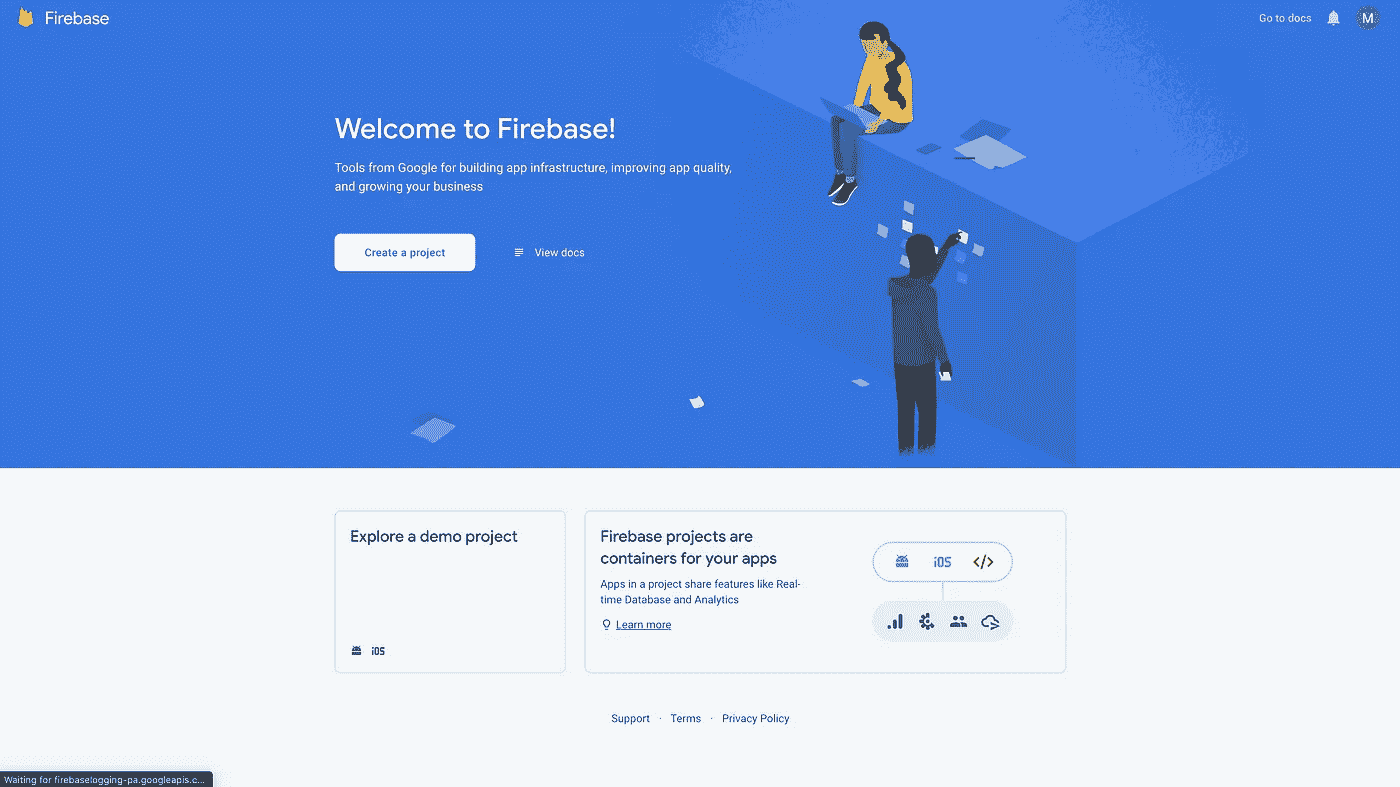 Firebase
Go to docs
M
Welcome to Firebase!
Tools from Google for building app infrastructure, improving app quality,
and growing your business
Create a project
View docs
Explore a demo project
iOS
Firebase projects are
containers for your apps
Apps in a project share features like Real-
time Database and Analytics
Learn more
iOS
</>
Support · Terms · Privacy Policy
Waiting for firebaselogging-pa.googleapis.c...